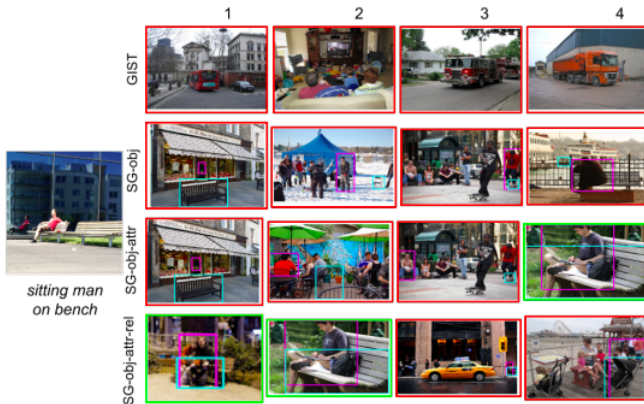 1 2 3 4
GIST
SG-obj
SG-obj-attr
SG-obj-attr-rel
sitting man
on bench